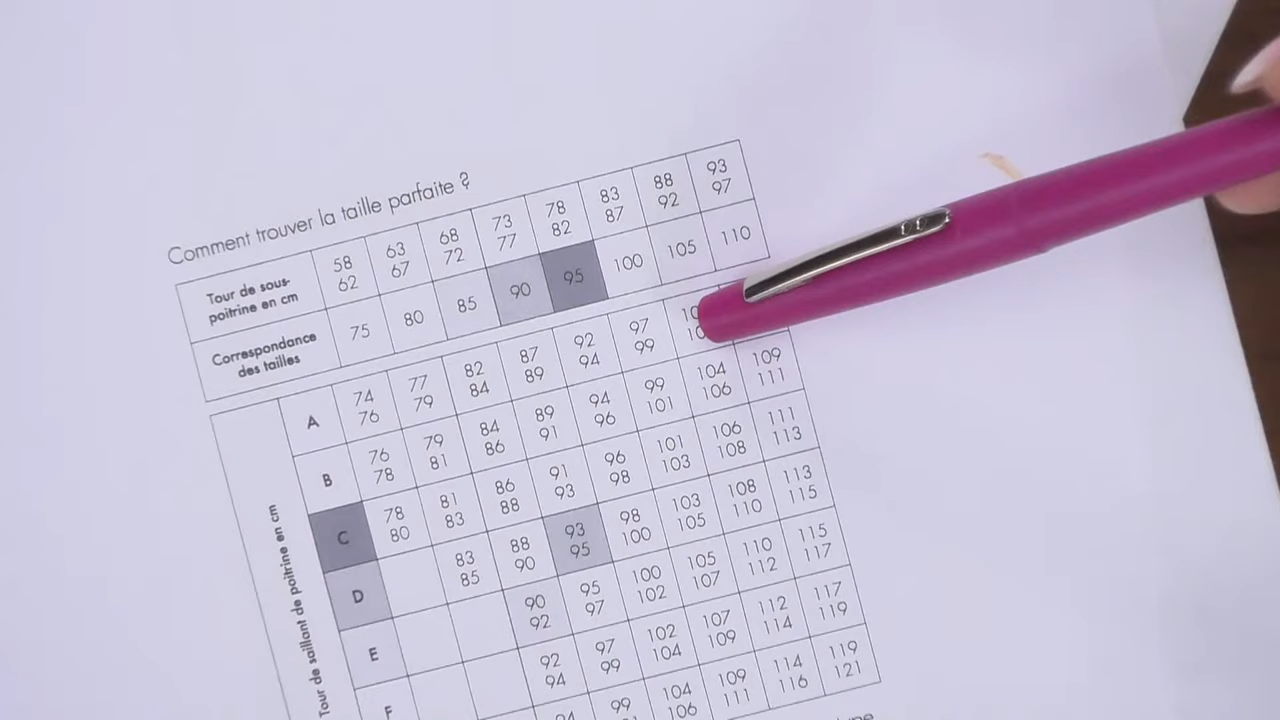 Comment trouver la taille parfaite ?
Tour de sous-
poitrine en cm
58 63 68 73 78 83 88 93
62 67 72 77 82 87 92 97
Correspondance
des tailles
75 80 85 90 95 100 105 110
Tour de saillant de poitrine en cm
A
74 77 82 87 92 97
76 79 84 89 94 99
B
76 79 84 89 94 99 104 109
78 81 86 91 96 101 106 111
C
78 81 86 91 96 101 106 111
80 83 88 93 98 103 108 113
D
83 88 93 98 103 108 113
85 90 95 100 105 110 115
E
90 95 100 105 110 115
92 97 102 107 112 117
F
92 97 102 107 112 117
94 99 104 109 114 119
94 99 104 109 114 119
106 111 116 121